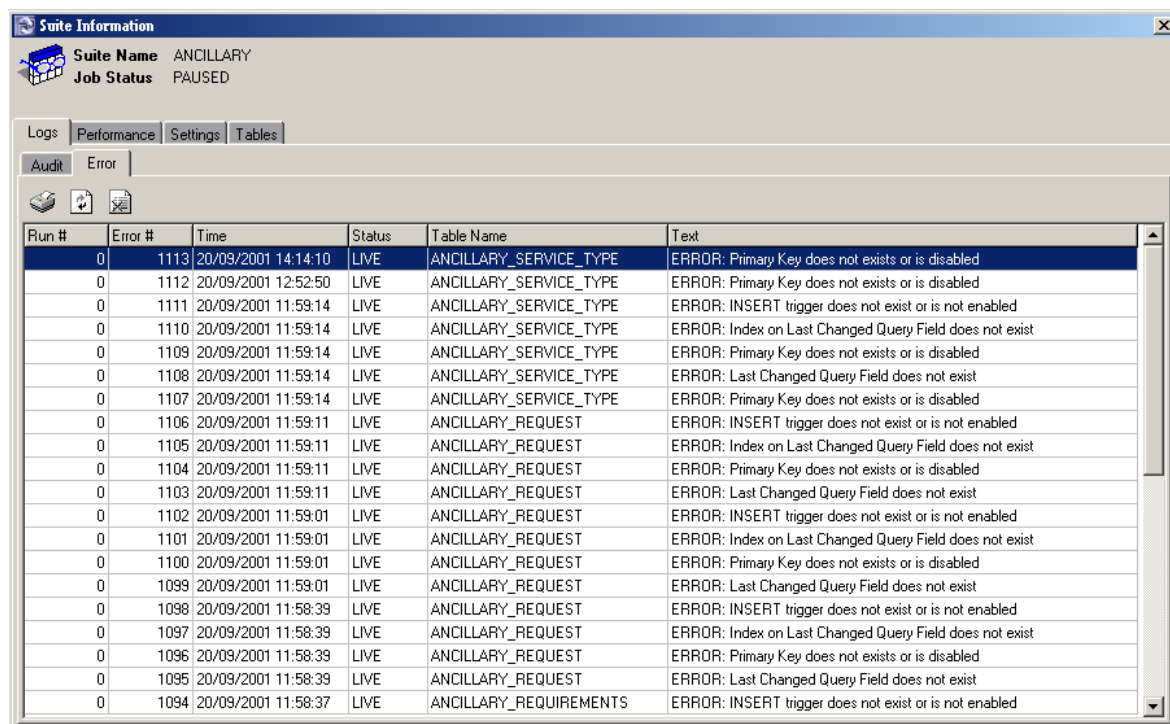 Suite Information
Suite Name ANCILLARY
Job Status PAUSED
Logs Performance Settings Tables
Audit Error
Run # Error # Time Status Table Name Text
0 1113 20/09/2001 14:14:10 LIVE ANCILLARY_SERVICE_TYPE ERROR: Primary Key does not exists or is disabled
0 1112 20/09/2001 12:52:50 LIVE ANCILLARY_SERVICE_TYPE ERROR: Primary Key does not exists or is disabled
0 1111 20/09/2001 11:59:14 LIVE ANCILLARY_SERVICE_TYPE ERROR: INSERT trigger does not exist or is not enabled
0 1110 20/09/2001 11:59:14 LIVE ANCILLARY_SERVICE_TYPE ERROR: Index on Last Changed Query Field does not exist
0 1109 20/09/2001 11:59:14 LIVE ANCILLARY_SERVICE_TYPE ERROR: Primary Key does not exists or is disabled
0 1108 20/09/2001 11:59:14 LIVE ANCILLARY_SERVICE_TYPE ERROR: Last Changed Query Field does not exist
0 1107 20/09/2001 11:59:14 LIVE ANCILLARY_SERVICE_TYPE ERROR: Primary Key does not exists or is disabled
0 1106 20/09/2001 11:59:11 LIVE ANCILLARY_REQUEST ERROR: INSERT trigger does not exist or is not enabled
0 1105 20/09/2001 11:59:11 LIVE ANCILLARY_REQUEST ERROR: Index on Last Changed Query Field does not exist
0 1104 20/09/2001 11:59:11 LIVE ANCILLARY_REQUEST ERROR: Primary Key does not exists or is disabled
0 1103 20/09/2001 11:59:11 LIVE ANCILLARY_REQUEST ERROR: Last Changed Query Field does not exist
0 1102 20/09/2001 11:59:01 LIVE ANCILLARY_REQUEST ERROR: INSERT trigger does not exist or is not enabled
0 1101 20/09/2001 11:59:01 LIVE ANCILLARY_REQUEST ERROR: Index on Last Changed Query Field does not exist
0 1100 20/09/2001 11:59:01 LIVE ANCILLARY_REQUEST ERROR: Primary Key does not exists or is disabled
0 1099 20/09/2001 11:59:01 LIVE ANCILLARY_REQUEST ERROR: Last Changed Query Field does not exist
0 1098 20/09/2001 11:58:39 LIVE ANCILLARY_REQUEST ERROR: INSERT trigger does not exist or is not enabled
0 1097 20/09/2001 11:58:39 LIVE ANCILLARY_REQUEST ERROR: Index on Last Changed Query Field does not exist
0 1096 20/09/2001 11:58:39 LIVE ANCILLARY_REQUEST ERROR: Primary Key does not exists or is disabled
0 1095 20/09/2001 11:58:39 LIVE ANCILLARY_REQUEST ERROR: Last Changed Query Field does not exist
0 1094 20/09/2001 11:58:37 LIVE ANCILLARY_REQUIREMENTS ERROR: INSERT trigger does not exist or is not enabled